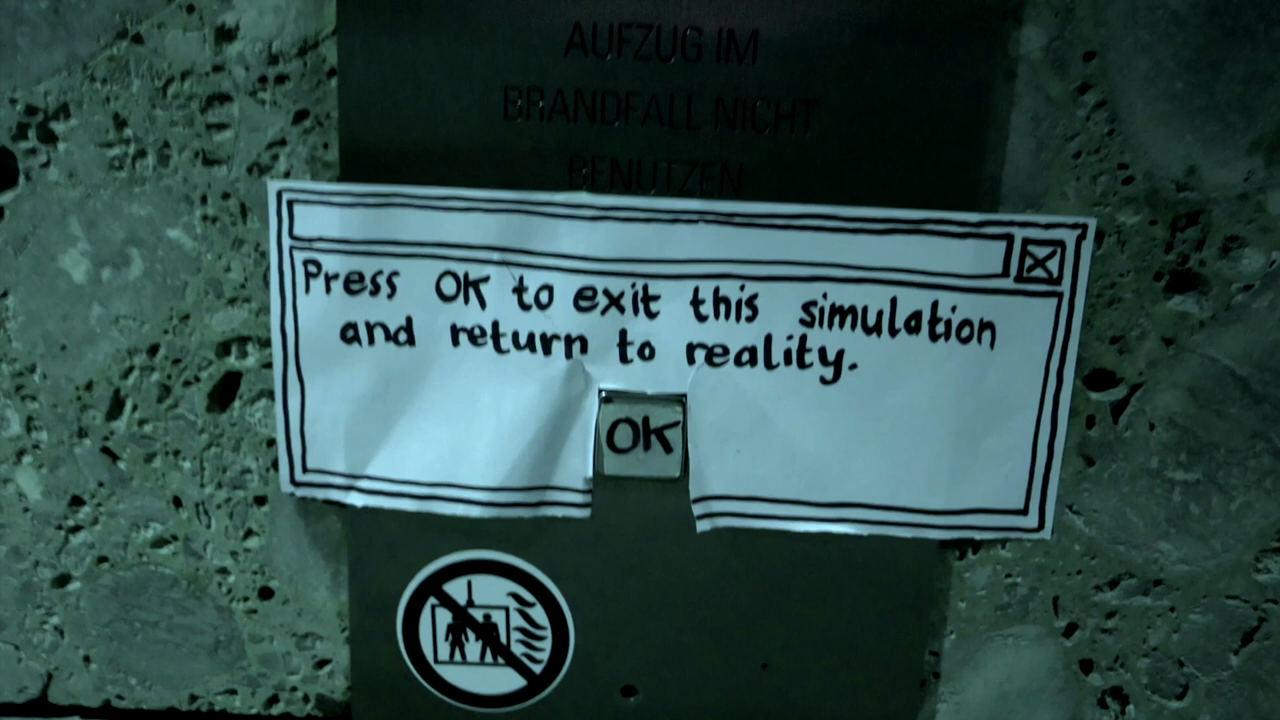 AUFZUG IM
BRANDFALL NICHT
BENUTZEN
Press OK to exit this simulation
and return to reality.
OK